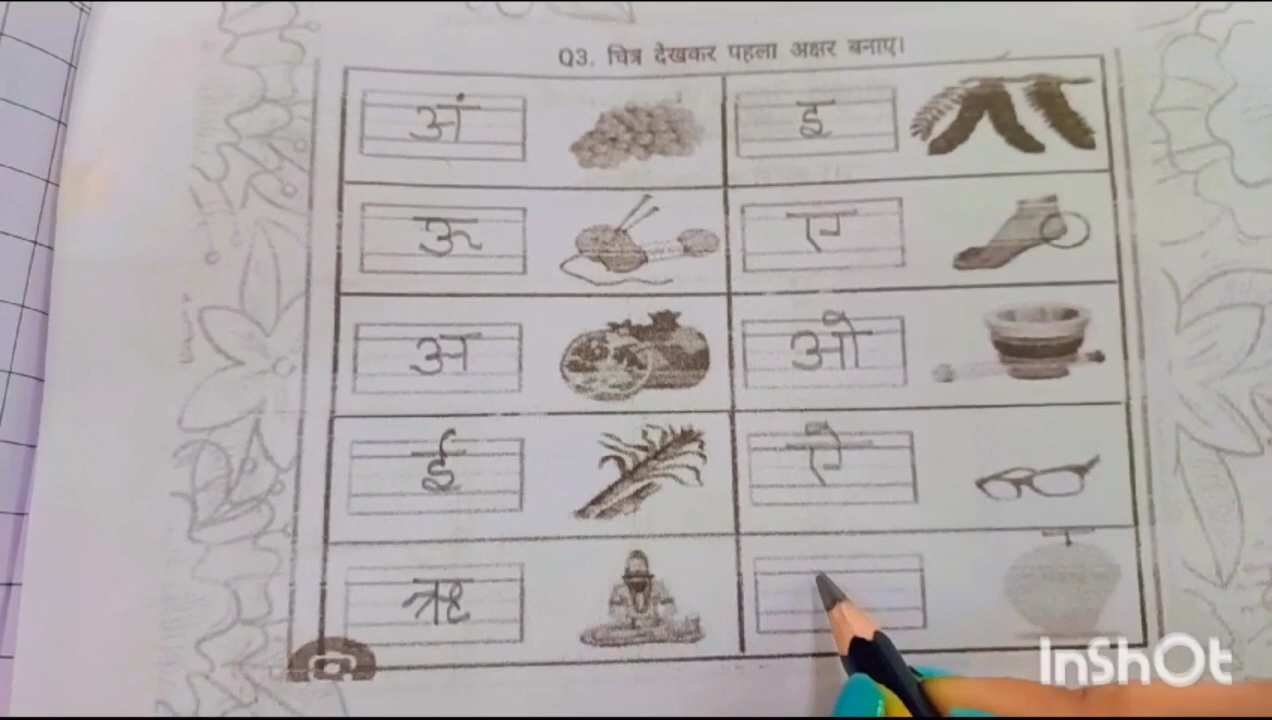 Q3. चित्र देखकर पहला अक्षर बनाए।
अं
इ
ऊ
ए
अ
ओ
ई
ऐ
ऋ
InShOt